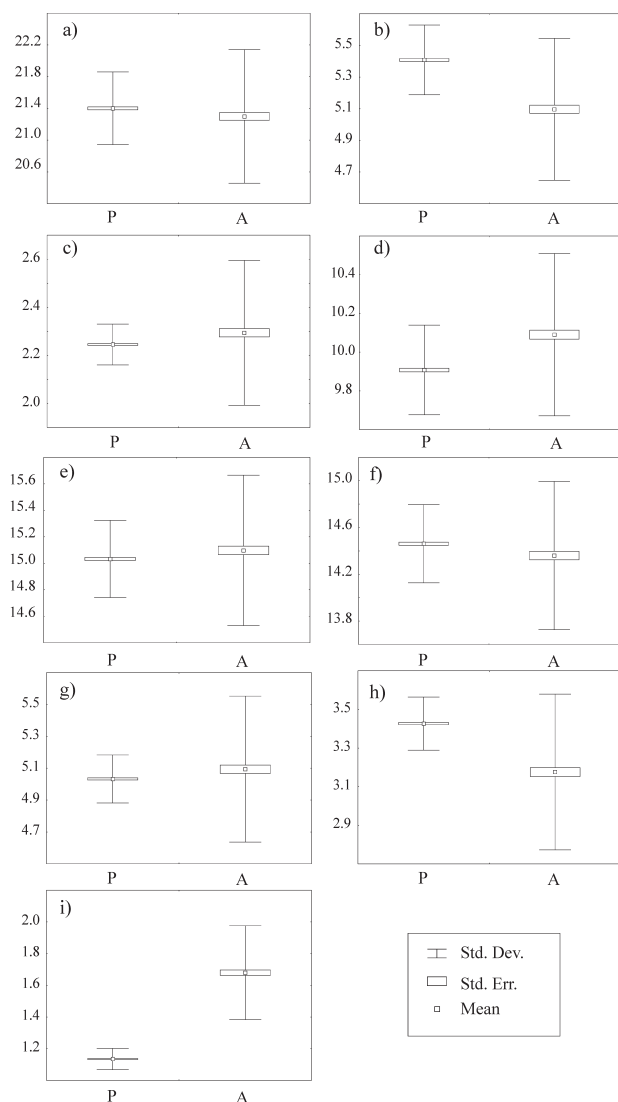 a)
22.2
21.8
21.4
21.0
20.6
P A
b)
5.5
5.3
5.1
4.7
P A
c)
2.6
2.4
2.2
2.0
P A
d)
10.4
10.2
10.0
9.8
P A
e)
15.6
15.4
15.2
15.0
14.8
14.6
P A
f)
15.0
14.6
14.2
13.8
P A
g)
5.5
5.3
5.1
4.9
4.7
P A
h)
3.5
3.3
3.1
2.9
P A
i)
2.0
1.8
1.6
1.4
1.2
P A
Std. Dev.
Std. Err.
Mean